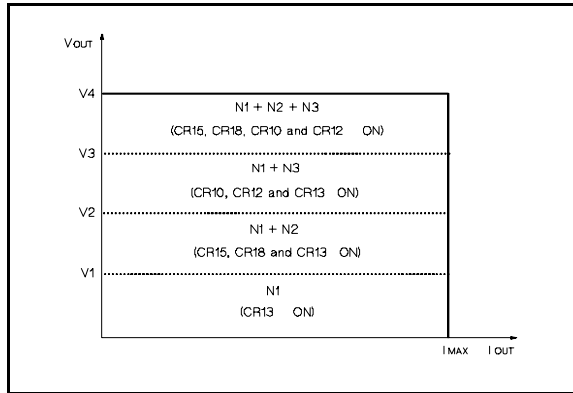 VOUT
V4
N1 + N2 + N3
(CR15, CR18, CR10 and CR12 ON)
V3
N1 + N3
(CR10, CR12 and CR13 ON)
V2
N1 + N2
(CR15, CR18 and CR13 ON)
V1
N1
(CR13 ON)
IMAX IOUT